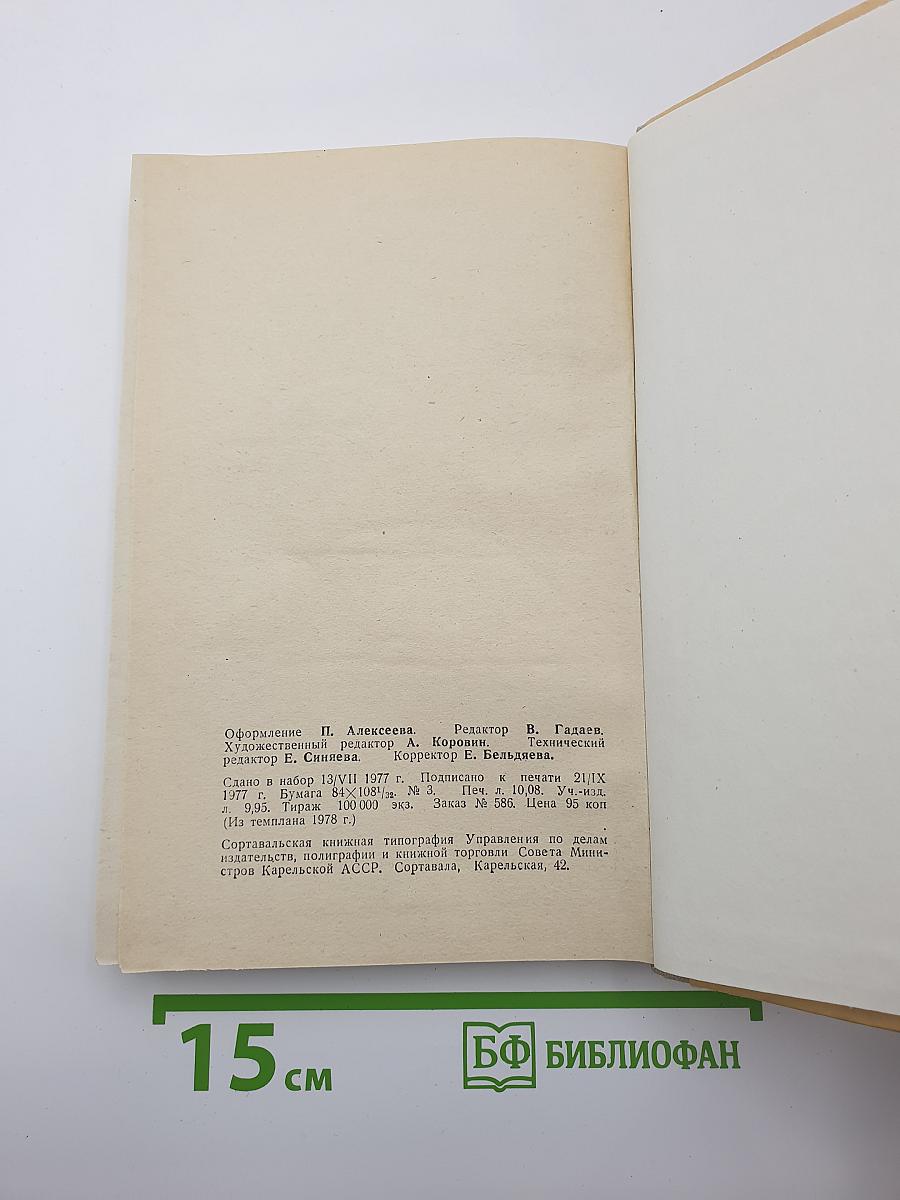 Оформление П. Алексеева. Редактор В. Гадаев.
Художественный редактор А. Коровин. Технический
редактор Е. Синяева. Корректор Е. Бельдяева.
Сдано в набор 13/VII 1977 г. Подписано к печати 21/IX
1977 г. Бумага 84×108¹/₃₂. № 3. Печ. л. 10,08. Уч.-изд.
л. 9,95. Тираж 100 000 экз. Заказ № 586. Цена 95 коп
(Из темплана 1978 г.)
Сортавальская книжная типография Управления по делам
издательств, полиграфии и книжной торговли Совета Мини-
стров Карельской АССР. Сортавала, Карельская, 42.
15 см
БФ БИБЛИОФАН